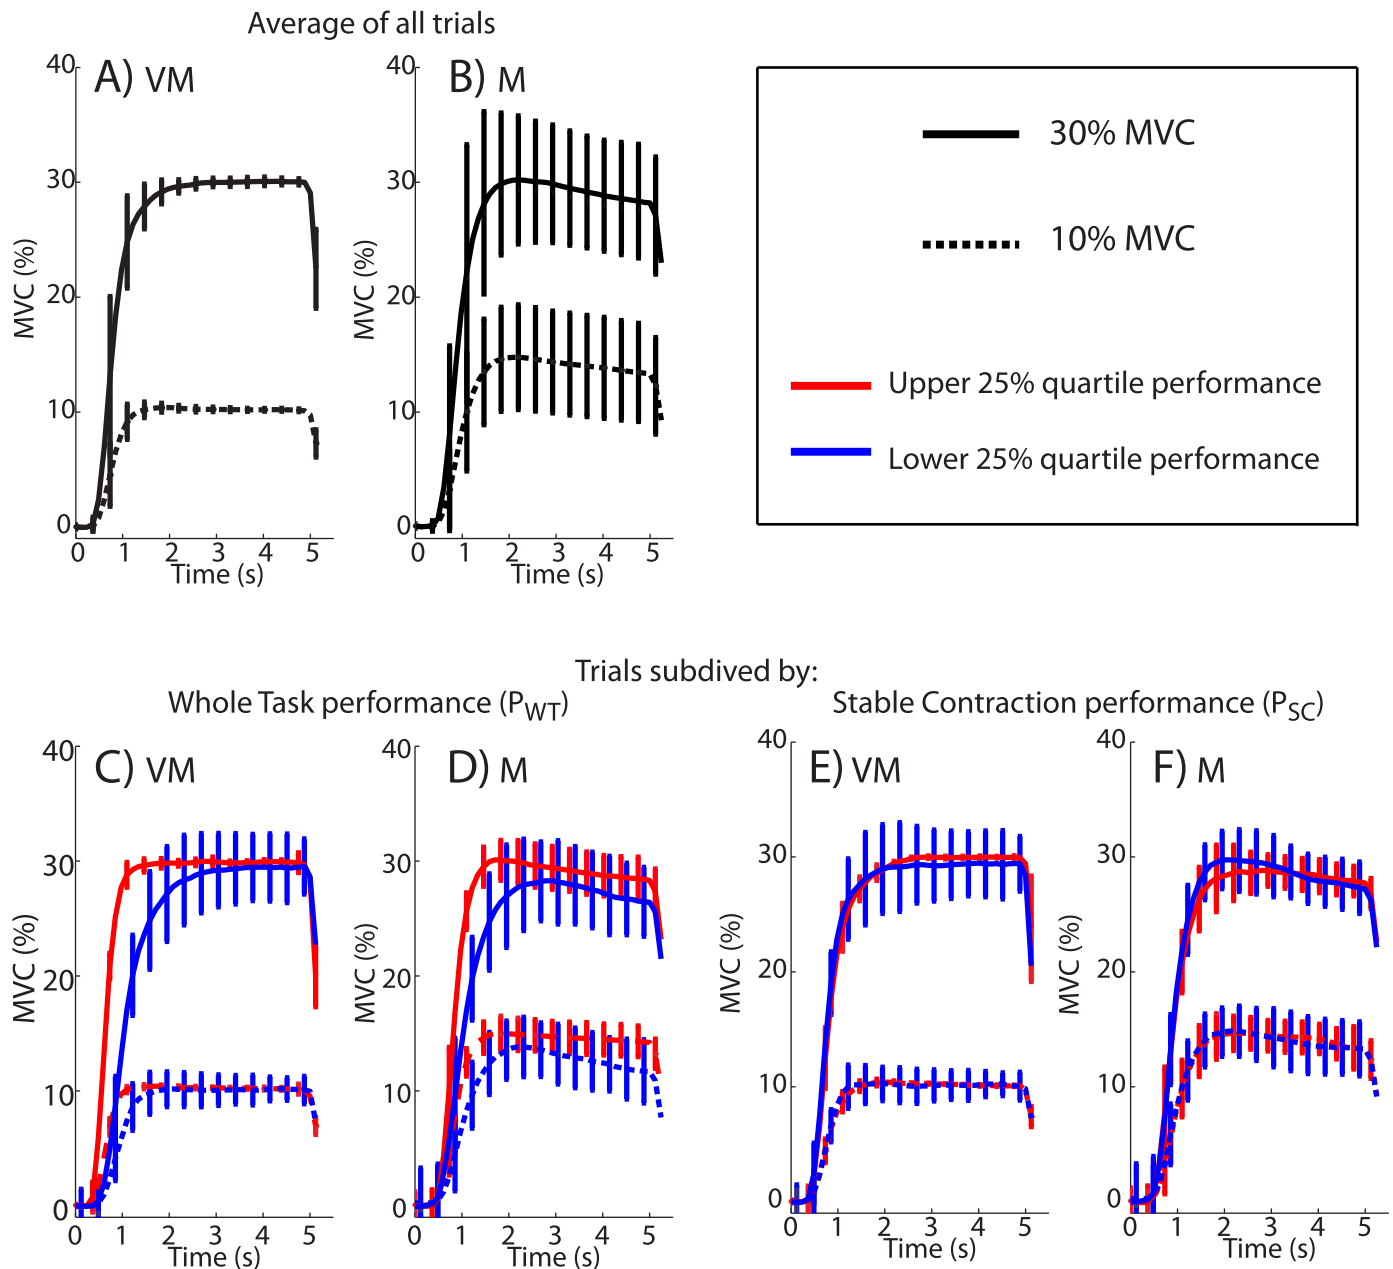 Average of all trials
A) VM
B) M
40
30
20
10
0
MVC (%)
0 1 2 3 4 5
Time (s)
40
30
20
10
0
MVC (%)
0 1 2 3 4 5
Time (s)
30% MVC
10% MVC
Upper 25% quartile performance
Lower 25% quartile performance
Trials subdived by:
Whole Task performance (PWT)
Stable Contraction performance (PSC)
C) VM
40
30
20
10
0
MVC (%)
0 1 2 3 4 5
Time (s)
D) M
40
30
20
10
0
MVC (%)
0 1 2 3 4 5
Time (s)
E) VM
40
30
20
10
0
MVC (%)
0 1 2 3 4 5
Time (s)
F) M
40
30
20
10
0
MVC (%)
0 1 2 3 4 5
Time (s)